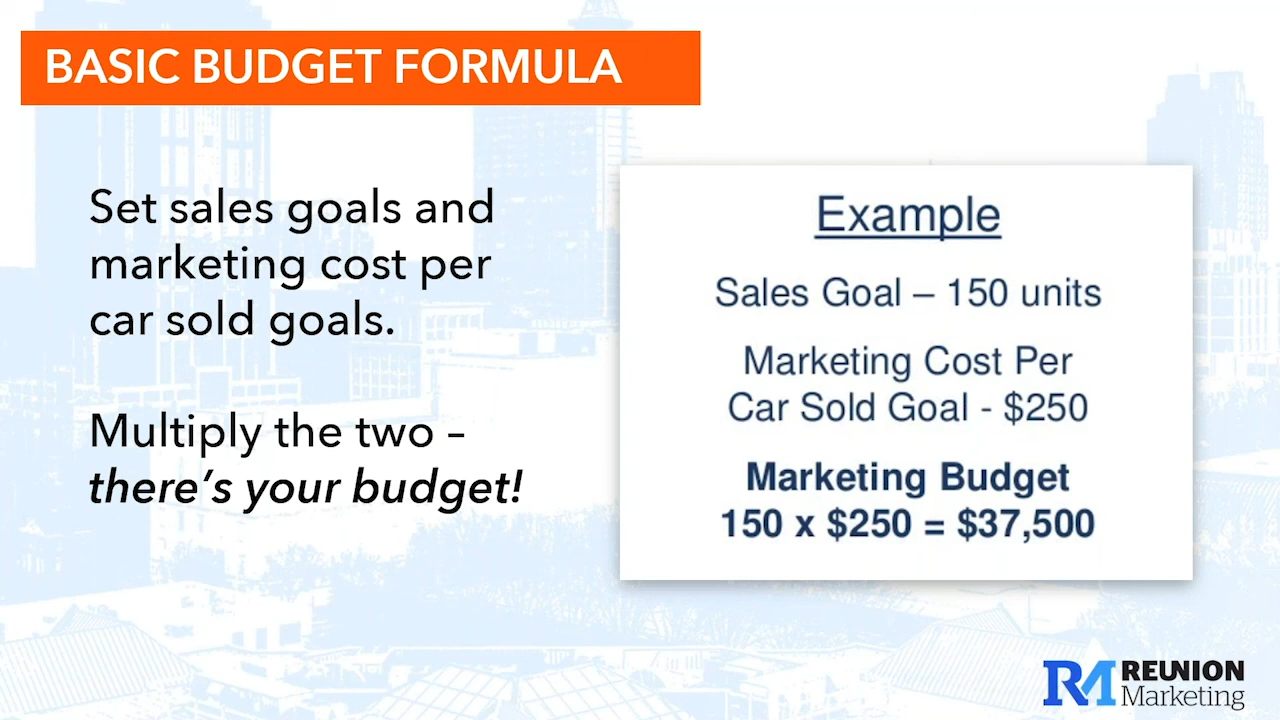 BASIC BUDGET FORMULA
Set sales goals and
marketing cost per
car sold goals.
Multiply the two –
there's your budget!
Example
Sales Goal – 150 units
Marketing Cost Per
Car Sold Goal - $250
Marketing Budget
150 x $250 = $37,500
RM REUNION
Marketing